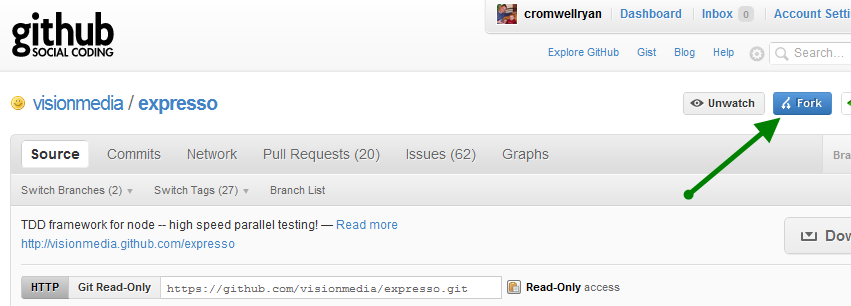 github
SOCIAL CODING
cromwellryan Dashboard Inbox 0 Account Setti
Explore GitHub Gist Blog Help Search...
visionmedia / expresso
Unwatch Fork
Source Commits Network Pull Requests (20) Issues (62) Graphs Bra
Switch Branches (2) Switch Tags (27) Branch List
TDD framework for node -- high speed parallel testing! — Read more
http://visionmedia.github.com/expresso
Dow
HTTP Git Read-Only https://github.com/visionmedia/expresso.git Read-Only access